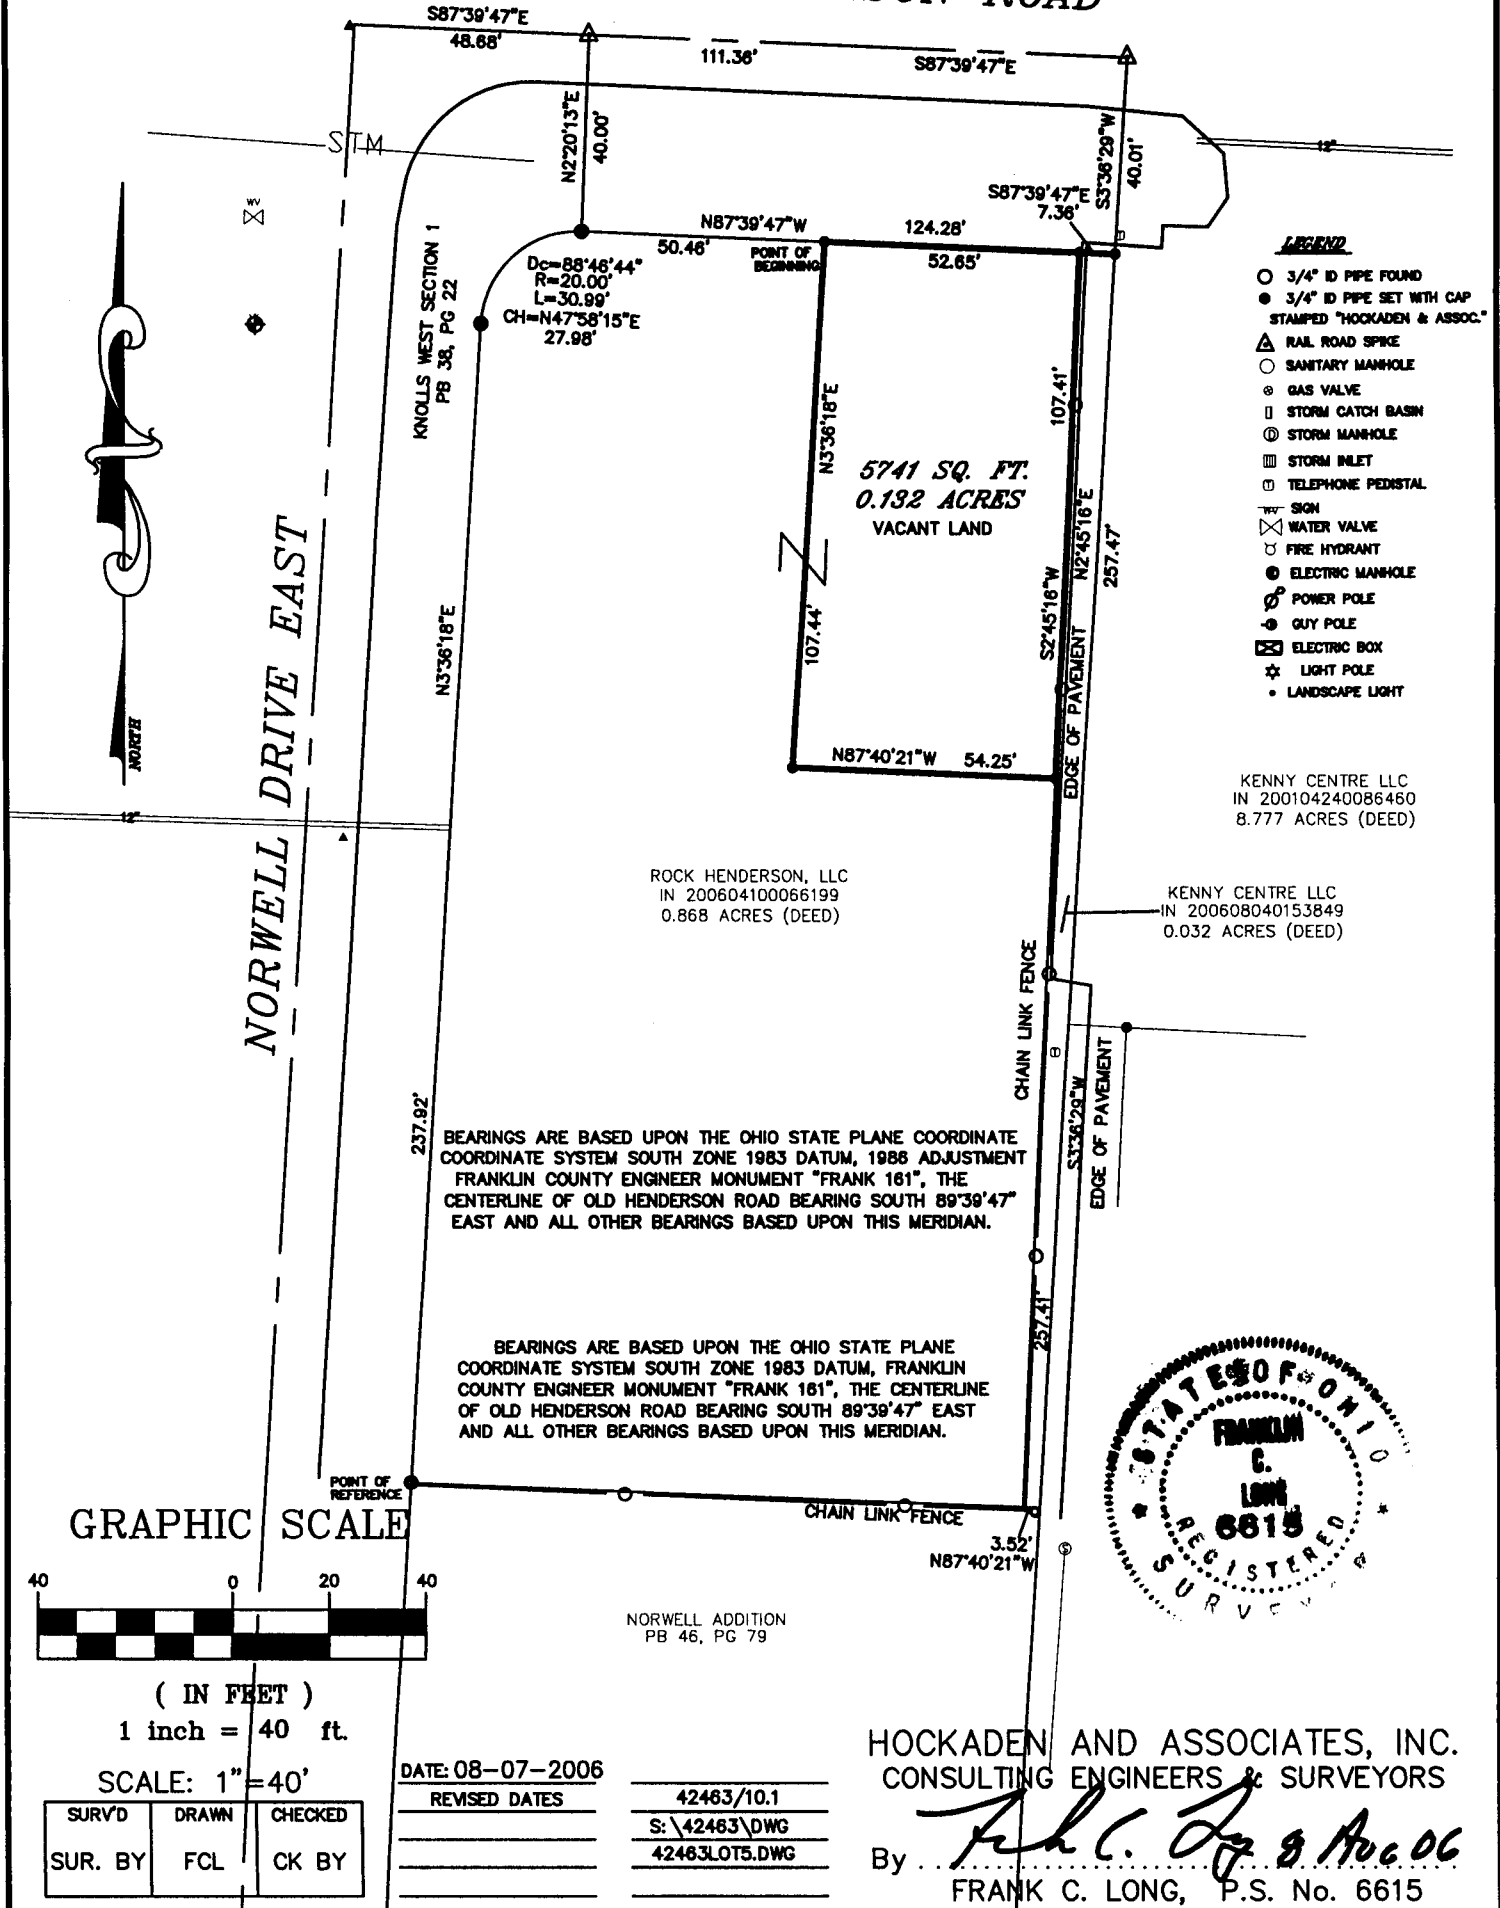 ROAD
S87°39'47"E
48.68'
111.36'
S87°39'47"E
N2°20'13"E
40.00'
S3°36'29"W
40.01'
STM
12"
WV
S87°39'47"E
7.36'
N87°39'47"W
50.46'
124.28'
52.65'
POINT OF
BEGINNING
Dc=88°46'44"
R=20.00'
L=30.99'
CH=N47°58'15"E
27.98'
KNOLLS WEST SECTION 1
PB 38, PG 22
LEGEND
3/4" ID PIPE FOUND
3/4" ID PIPE SET WITH CAP
STAMPED "HOCKADEN & ASSOC."
RAIL ROAD SPIKE
SANITARY MANHOLE
GAS VALVE
STORM CATCH BASIN
STORM MANHOLE
STORM INLET
TELEPHONE PEDISTAL
SIGN
WATER VALVE
FIRE HYDRANT
ELECTRIC MANHOLE
POWER POLE
GUY POLE
ELECTRIC BOX
LIGHT POLE
LANDSCAPE LIGHT
N3°36'18"E
107.44'
107.41'
S2°45'16"W
N2°45'16"E
257.47'
5741 SQ. FT.
0.132 ACRES
VACANT LAND
EDGE OF PAVEMENT
N87°40'21"W 54.25'
NORTH
NORWELL DRIVE EAST
N3°36'18"E
237.92'
12"
KENNY CENTRE LLC
IN 200104240086460
8.777 ACRES (DEED)
ROCK HENDERSON, LLC
IN 200604100066199
0.868 ACRES (DEED)
KENNY CENTRE LLC
IN 200608040153849
0.032 ACRES (DEED)
CHAIN LINK FENCE
S3°36'29"W
EDGE OF PAVEMENT
BEARINGS ARE BASED UPON THE OHIO STATE PLANE COORDINATE
COORDINATE SYSTEM SOUTH ZONE 1983 DATUM, 1986 ADJUSTMENT
FRANKLIN COUNTY ENGINEER MONUMENT "FRANK 161", THE
CENTERLINE OF OLD HENDERSON ROAD BEARING SOUTH 89°39'47"
EAST AND ALL OTHER BEARINGS BASED UPON THIS MERIDIAN.
257.41'
BEARINGS ARE BASED UPON THE OHIO STATE PLANE
COORDINATE SYSTEM SOUTH ZONE 1983 DATUM, FRANKLIN
COUNTY ENGINEER MONUMENT "FRANK 161", THE CENTERLINE
OF OLD HENDERSON ROAD BEARING SOUTH 89°39'47" EAST
AND ALL OTHER BEARINGS BASED UPON THIS MERIDIAN.
STATE OF OHIO
FRANKLIN
C.
LONG
6615
REGISTERED
POINT OF
REFERENCE
CHAIN LINK FENCE
3.52'
N87°40'21"W
GRAPHIC SCALE
40 0 20 40
( IN FEET )
1 inch = 40 ft.
NORWELL ADDITION
PB 46, PG 79
SCALE: 1"=40'
SURV'D DRAWN CHECKED
SUR. BY FCL CK BY
DATE: 08-07-2006
REVISED DATES
42463/10.1
S:\42463\DWG
42463LOT5.DWG
HOCKADEN AND ASSOCIATES, INC.
CONSULTING ENGINEERS & SURVEYORS
By Frank C. Long 8 Aug 06
FRANK C. LONG, P.S. No. 6615